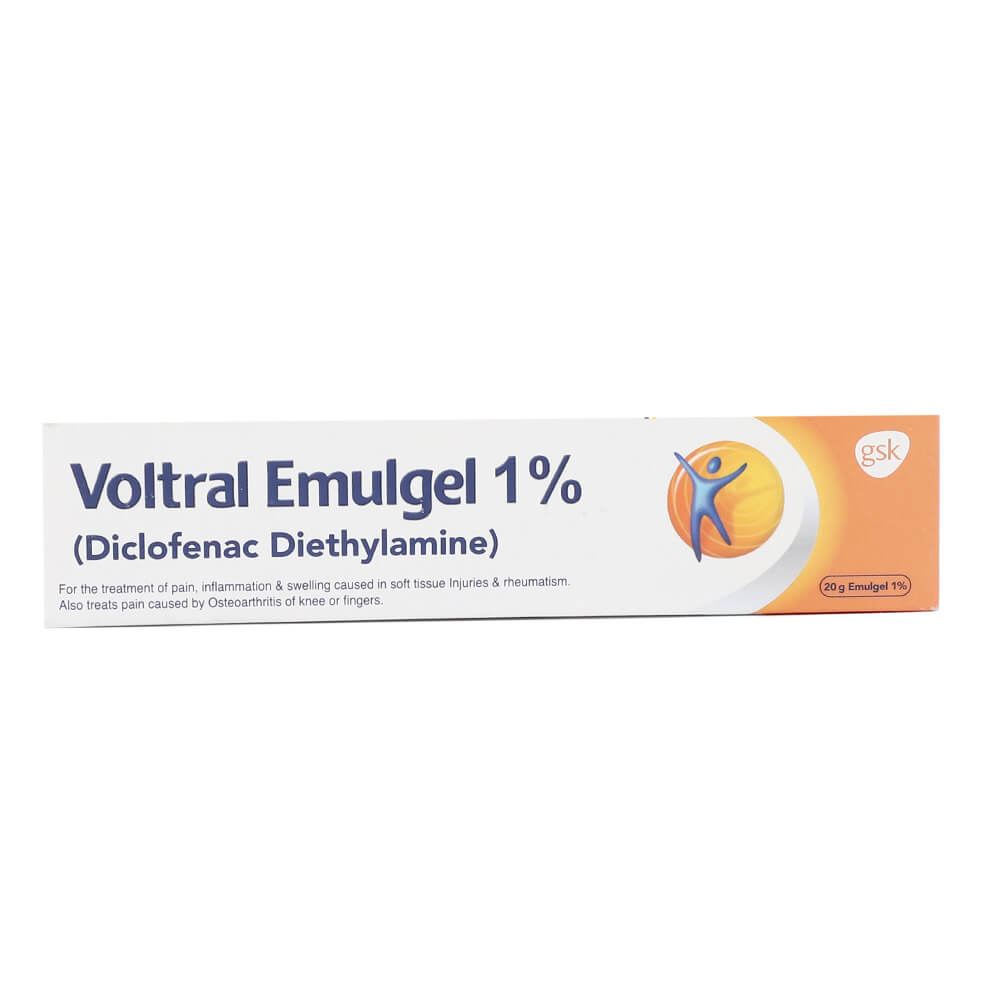 Voltral Emulgel 1%
(Diclofenac Diethylamine)
For the treatment of pain, inflammation & swelling caused in soft tissue Injuries & rheumatism.
Also treats pain caused by Osteoarthritis of knee or fingers.
gsk
20 g Emulgel 1%